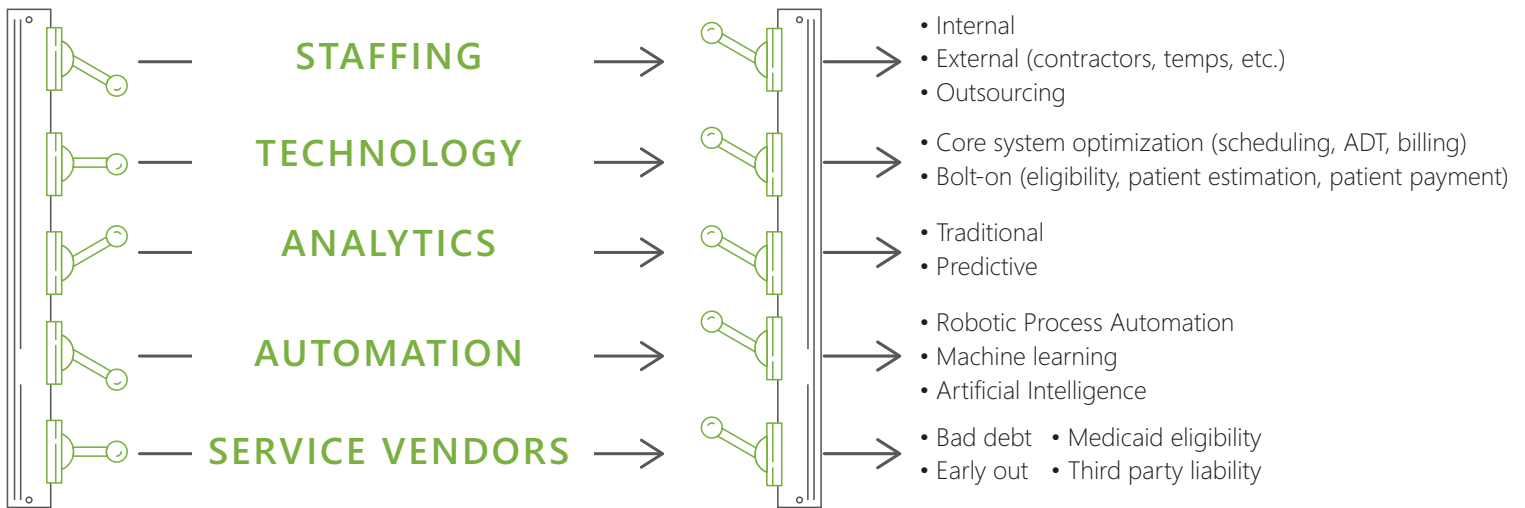 STAFFING
• Internal
• External (contractors, temps, etc.)
• Outsourcing
TECHNOLOGY
• Core system optimization (scheduling, ADT, billing)
• Bolt-on (eligibility, patient estimation, patient payment)
ANALYTICS
• Traditional
• Predictive
AUTOMATION
• Robotic Process Automation
• Machine learning
• Artificial Intelligence
SERVICE VENDORS
• Bad debt • Medicaid eligibility
• Early out • Third party liability